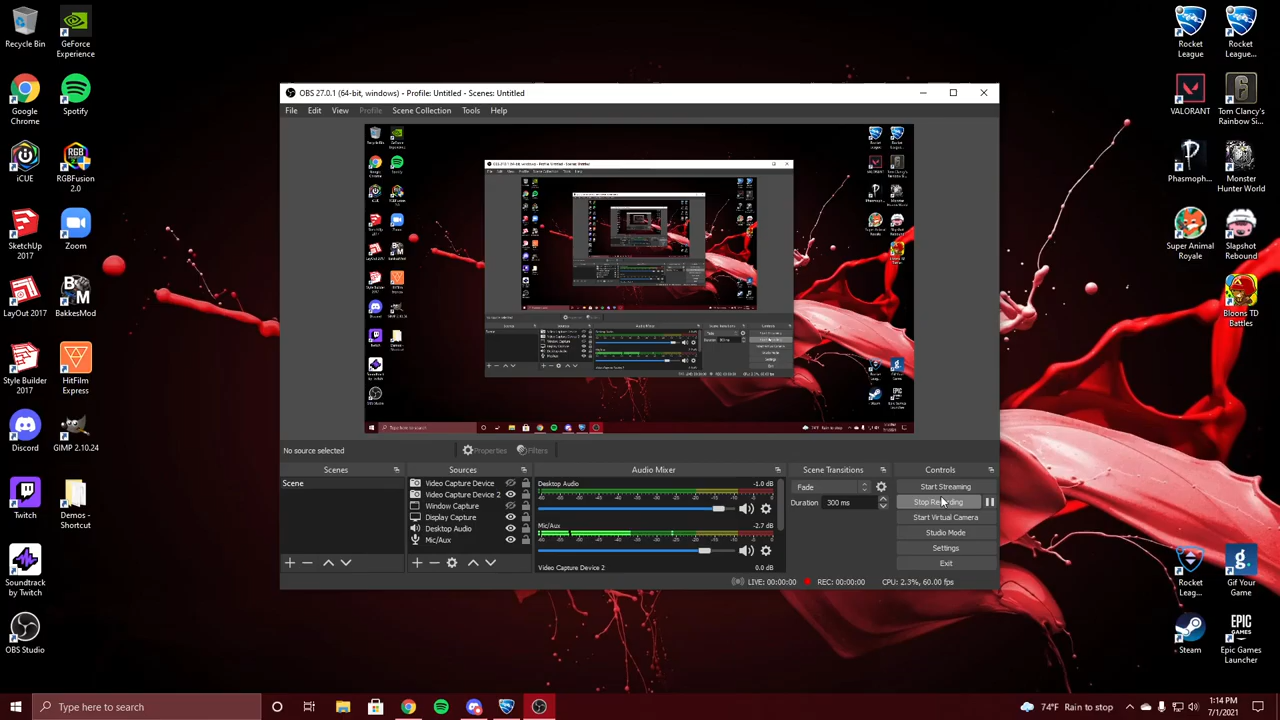 Recycle Bin
GeForce
Experience
Google
Chrome
Spotify
iCUE
RGBFusion
2.0
SketchUp
2017
Zoom
LayOut 2017
BakkesMod
Style Builder
2017
HitFilm
Express
Discord
GIMP 2.10.24
Twitch
Demos -
Shortcut
Soundtrack
by Twitch
OBS Studio
OBS 27.0.1 (64-bit, windows) - Profile: Untitled - Scenes: Untitled
File Edit View Profile Scene Collection Tools Help
No source selected
Properties
Filters
Scenes
Scene
Sources
Video Capture Device
Video Capture Device 2
Window Capture
Display Capture
Desktop Audio
Mic/Aux
Audio Mixer
Desktop Audio -1.0 dB
Mic/Aux -2.7 dB
Video Capture Device 2 0.0 dB
Scene Transitions
Fade
Duration 300 ms
Controls
Start Streaming
Stop Recording
Start Virtual Camera
Studio Mode
Settings
Exit
LIVE: 00:00:00 REC: 00:00:00 CPU: 2.3%, 60.00 fps
Rocket
League
Rocket
League...
VALORANT
Tom Clancy's
Rainbow Si...
Phasmoph...
Monster
Hunter World
Super Animal
Royale
Slapshot
Rebound
Bloons TD
Battles
Rocket
Leag...
Gif Your
Game
Steam
Epic Games
Launcher
Type here to search
74°F Rain to stop
1:14 PM
7/1/2021